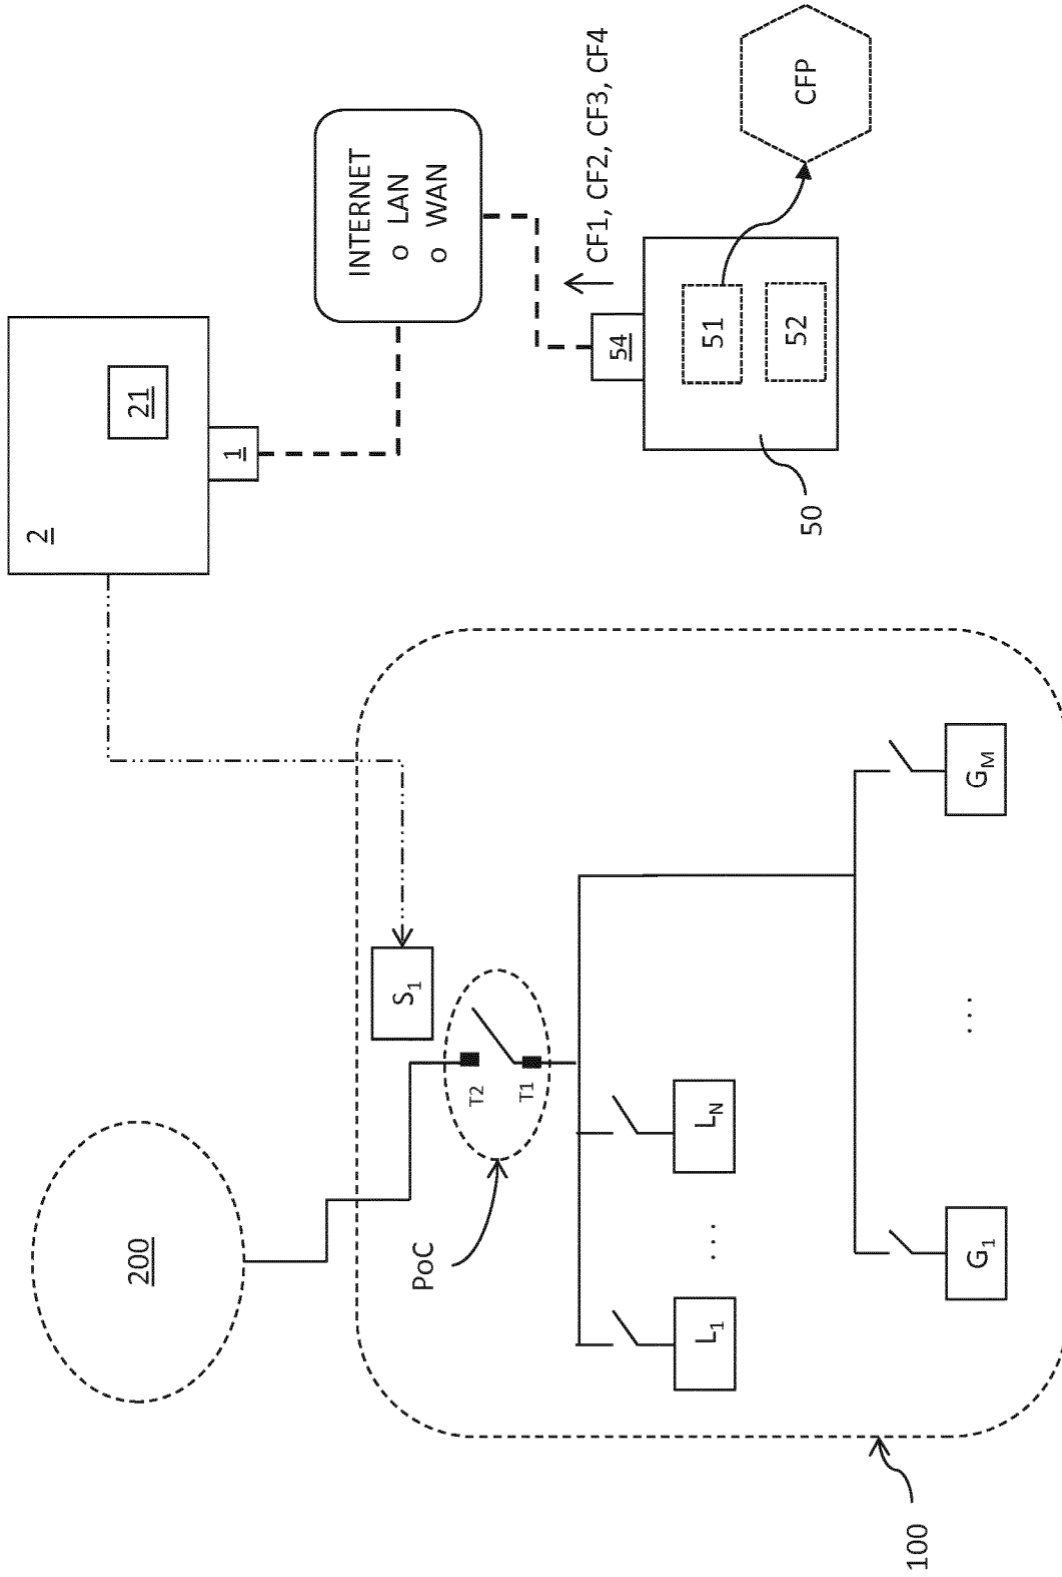 200
2
21
1
INTERNET
o LAN
o WAN
S1
PoC
T2
T1
54
CF1, CF2, CF3, CF4
51
52
CFP
50
L1
...
LN
G1
...
GM
100